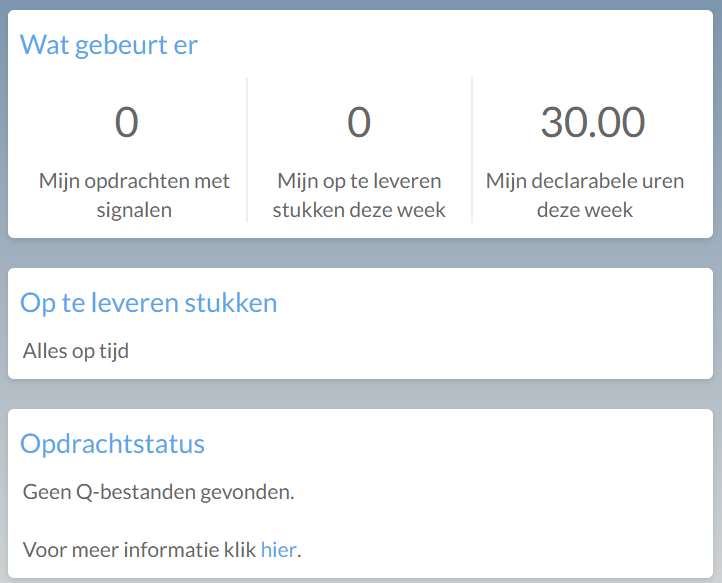 Wat gebeurt er
0
0
30.00
Mijn opdrachten met
signalen
Mijn op te leveren
stukken deze week
Mijn declarabele uren
deze week
Op te leveren stukken
Alles op tijd
Opdrachtstatus
Geen Q-bestanden gevonden.
Voor meer informatie klik hier.